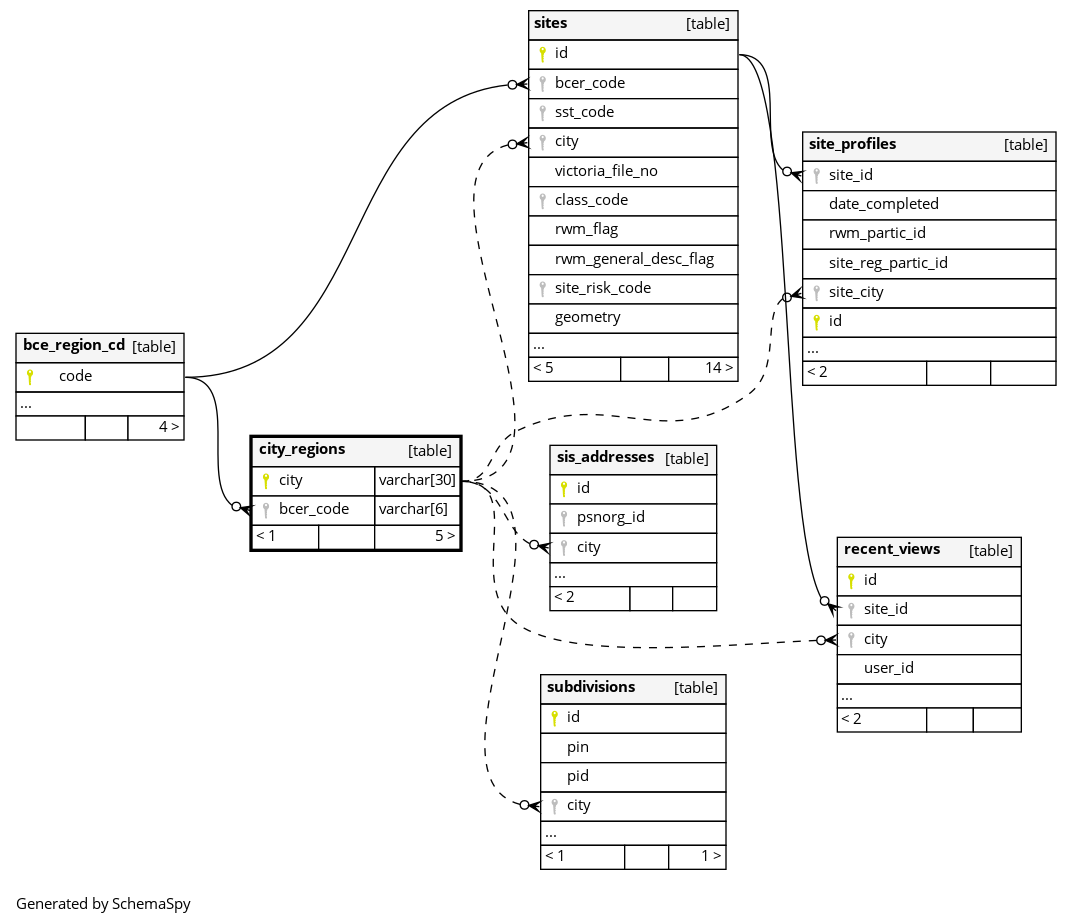 sites [table]
id
bcer_code
sst_code
city
victoria_file_no
class_code
rwm_flag
rwm_general_desc_flag
site_risk_code
geometry
...
< 5 14 >
site_profiles [table]
site_id
date_completed
rwm_partic_id
site_reg_partic_id
site_city
id
...
< 2
bce_region_cd [table]
code
...
4 >
city_regions [table]
city varchar[30]
bcer_code varchar[6]
< 1 5 >
sis_addresses [table]
id
psnorg_id
city
...
< 2
recent_views [table]
id
site_id
city
user_id
...
< 2
subdivisions [table]
id
pin
pid
city
...
< 1 1 >
Generated by SchemaSpy